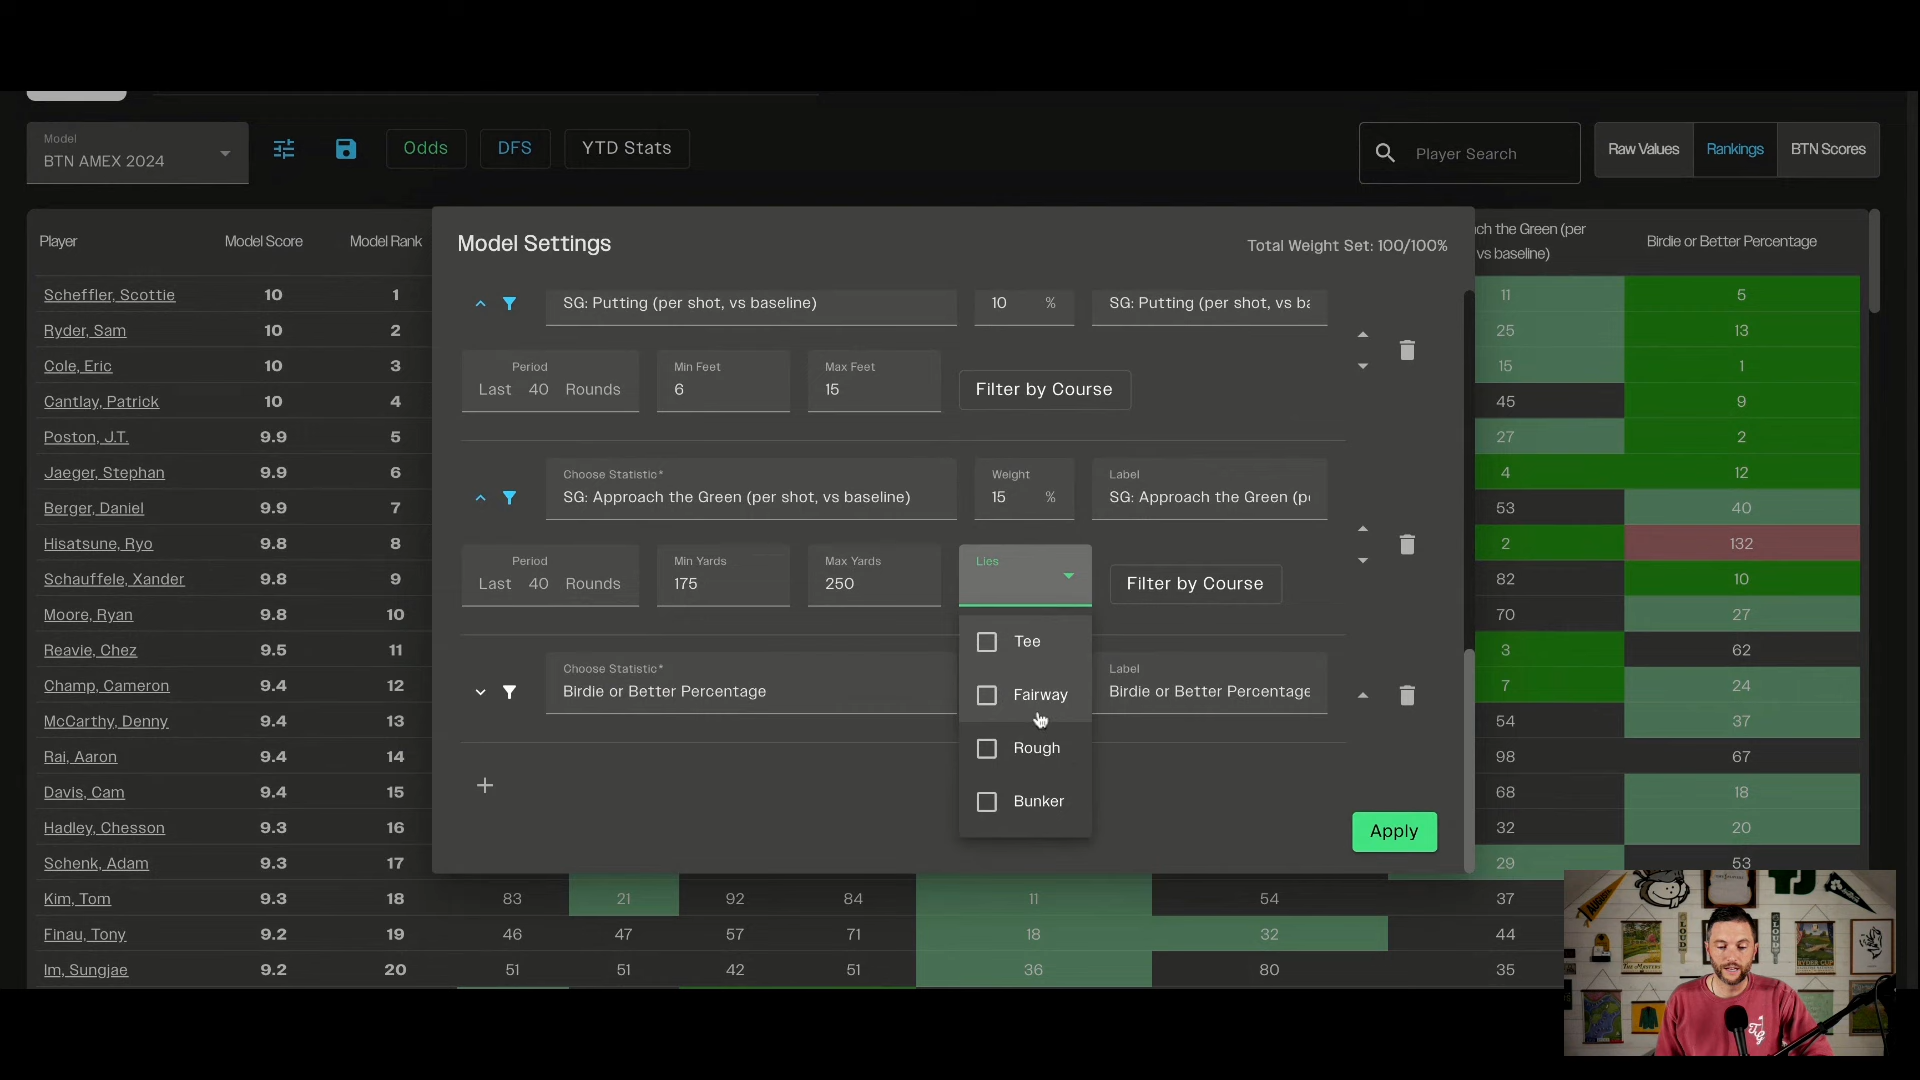 Model
BTN AMEX 2024
Odds
DFS
YTD Stats
Player Search
Raw Values
Rankings
BTN Scores
Player
Model Score
Model Rank
ch the Green (per
vs baseline)
Birdie or Better Percentage
Model Settings
Total Weight Set: 100/100%
SG: Putting (per shot, vs baseline)
10 %
SG: Putting (per shot, vs ba
Period
Last 40 Rounds
Min Feet
6
Max Feet
15
Filter by Course
Choose Statistic*
SG: Approach the Green (per shot, vs baseline)
Weight
15 %
Label
SG: Approach the Green (p
Period
Last 40 Rounds
Min Yards
175
Max Yards
250
Lies
Filter by Course
Tee
Fairway
Rough
Bunker
Choose Statistic*
Birdie or Better Percentage
Label
Birdie or Better Percentage
+
Apply
Scheffler, Scottie 10 1 11 5
Ryder, Sam 10 2 25 13
Cole, Eric 10 3 15 1
Cantlay, Patrick 10 4 45 9
Poston, J.T. 9.9 5 27 2
Jaeger, Stephan 9.9 6 4 12
Berger, Daniel 9.9 7 53 40
Hisatsune, Ryo 9.8 8 2 132
Schauffele, Xander 9.8 9 82 10
Moore, Ryan 9.8 10 70 27
Reavie, Chez 9.5 11 3 62
Champ, Cameron 9.4 12 7 24
McCarthy, Denny 9.4 13 54 37
Rai, Aaron 9.4 14 98 67
Davis, Cam 9.4 15 68 18
Hadley, Chesson 9.3 16 32 20
Schenk, Adam 9.3 17 29 53
Kim, Tom 9.3 18 83 21 92 84 11 54 37
Finau, Tony 9.2 19 46 47 57 71 18 32 44
Im, Sungjae 9.2 20 51 51 42 51 36 80 35